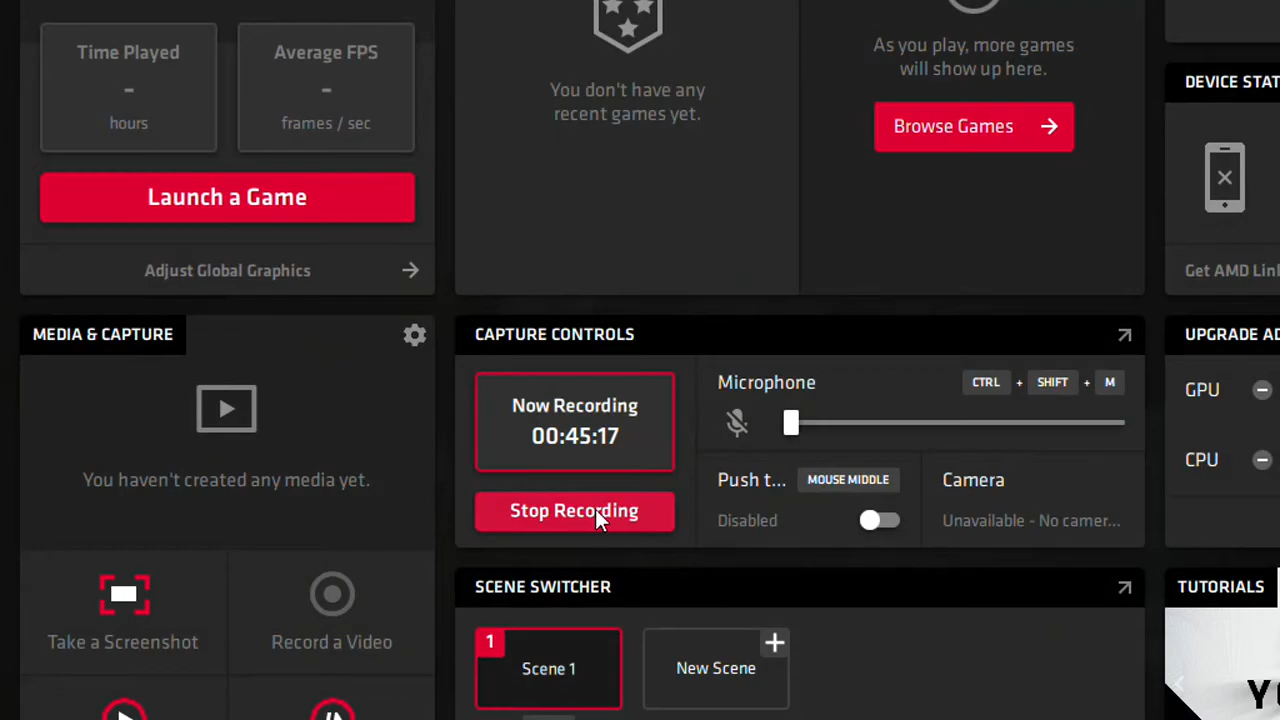 Time Played
-
hours
Average FPS
-
frames / sec
Launch a Game
Adjust Global Graphics
You don't have any
recent games yet.
As you play, more games
will show up here.
Browse Games
DEVICE STAT
Get AMD Link
MEDIA & CAPTURE
You haven't created any media yet.
Take a Screenshot
Record a Video
CAPTURE CONTROLS
Now Recording
00:45:17
Stop Recording
Microphone
CTRL + SHIFT + M
Push t... MOUSE MIDDLE
Disabled
Camera
Unavailable - No camer...
SCENE SWITCHER
1
Scene 1
New Scene
UPGRADE AD
GPU
CPU
TUTORIALS